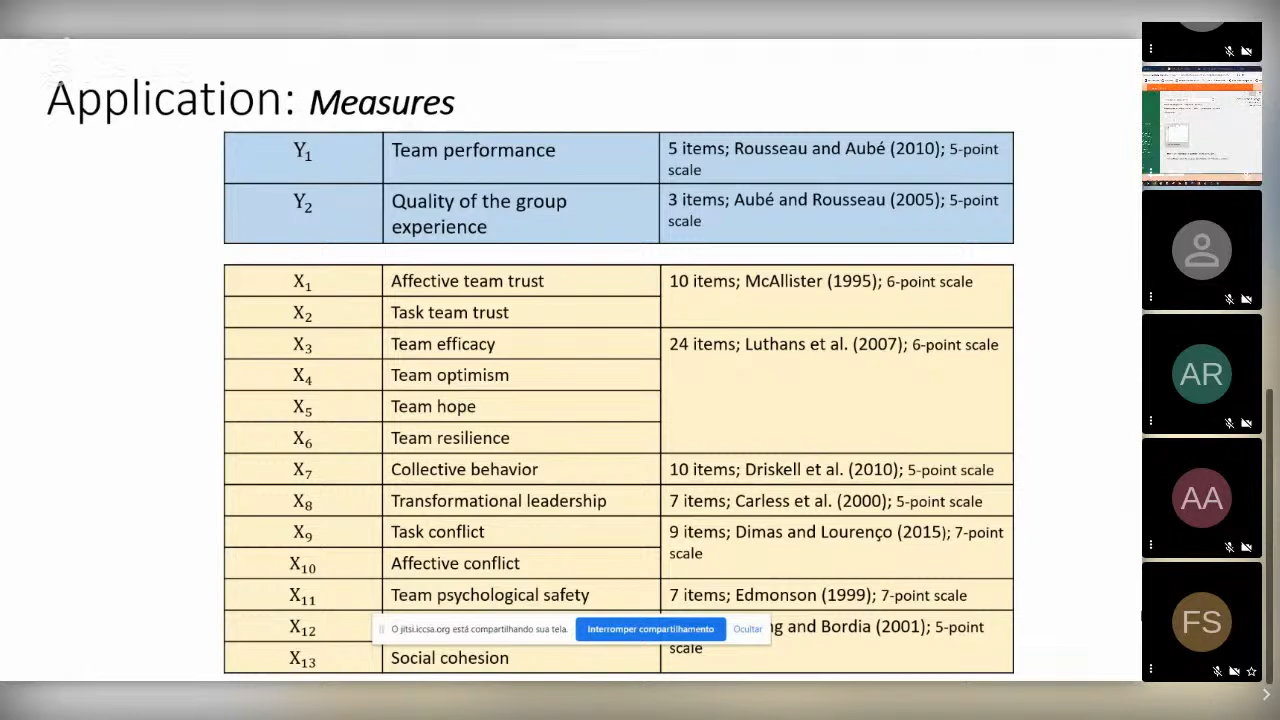 Application: Measures
Y1 Team performance 5 items; Rousseau and Aubé (2010); 5-point
scale
Y2 Quality of the group 3 items; Aubé and Rousseau (2005); 5-point
experience scale
X1 Affective team trust 10 items; McAllister (1995); 6-point scale
X2 Task team trust
X3 Team efficacy 24 items; Luthans et al. (2007); 6-point scale
X4 Team optimism
X5 Team hope
X6 Team resilience
X7 Collective behavior 10 items; Driskell et al. (2010); 5-point scale
X8 Transformational leadership 7 items; Carless et al. (2000); 5-point scale
X9 Task conflict 9 items; Dimas and Lourenço (2015); 7-point
scale
X10 Affective conflict
X11 Team psychological safety 7 items; Edmonson (1999); 7-point scale
X12 and Bordia (2001); 5-point
scale
O jitsi.iccsa.org está compartilhando sua tela. Interromper compartilhamento Ocultar
X13 Social cohesion
AR
AA
FS